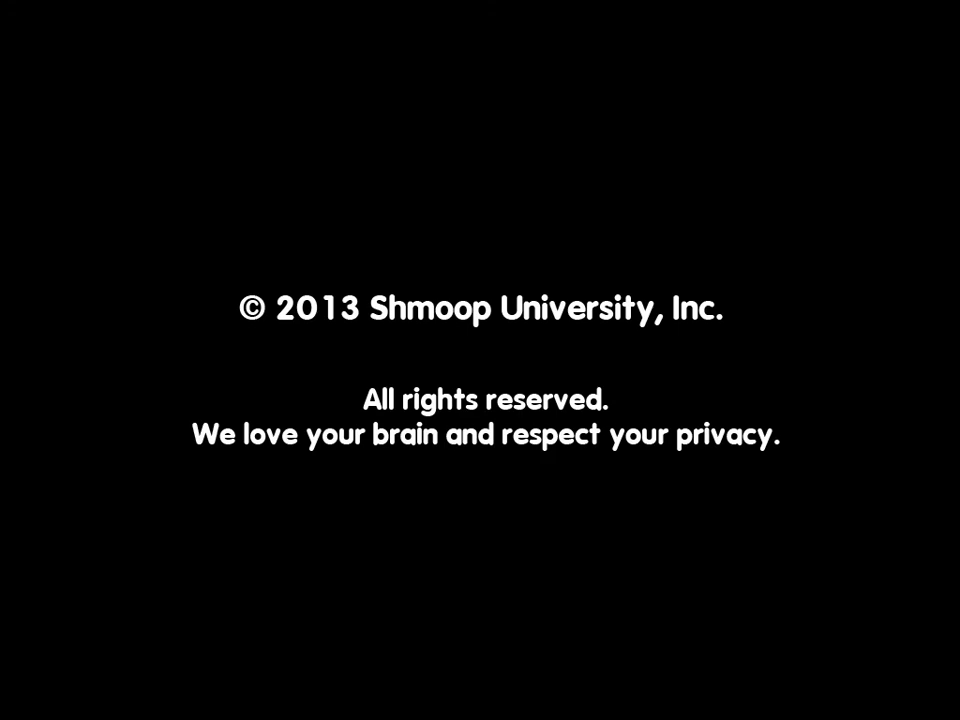 © 2013 Shmoop University, Inc.
All rights reserved.
We love your brain and respect your privacy.